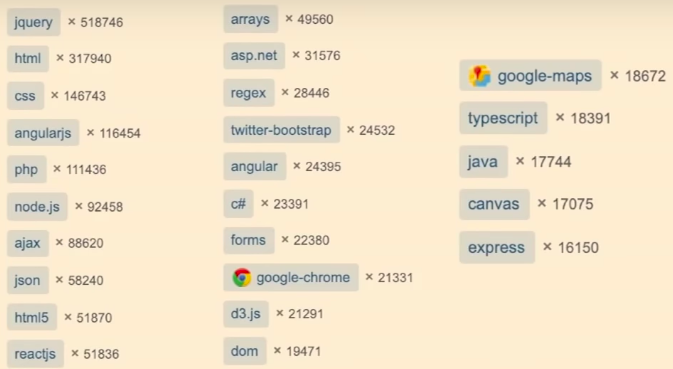 jquery × 518746
html × 317940
css × 146743
angularjs × 116454
php × 111436
node.js × 92458
ajax × 88620
json × 58240
html5 × 51870
reactjs × 51836
arrays × 49560
asp.net × 31576
regex × 28446
twitter-bootstrap × 24532
angular × 24395
c# × 23391
forms × 22380
google-chrome × 21331
d3.js × 21291
dom × 19471
google-maps × 18672
typescript × 18391
java × 17744
canvas × 17075
express × 16150